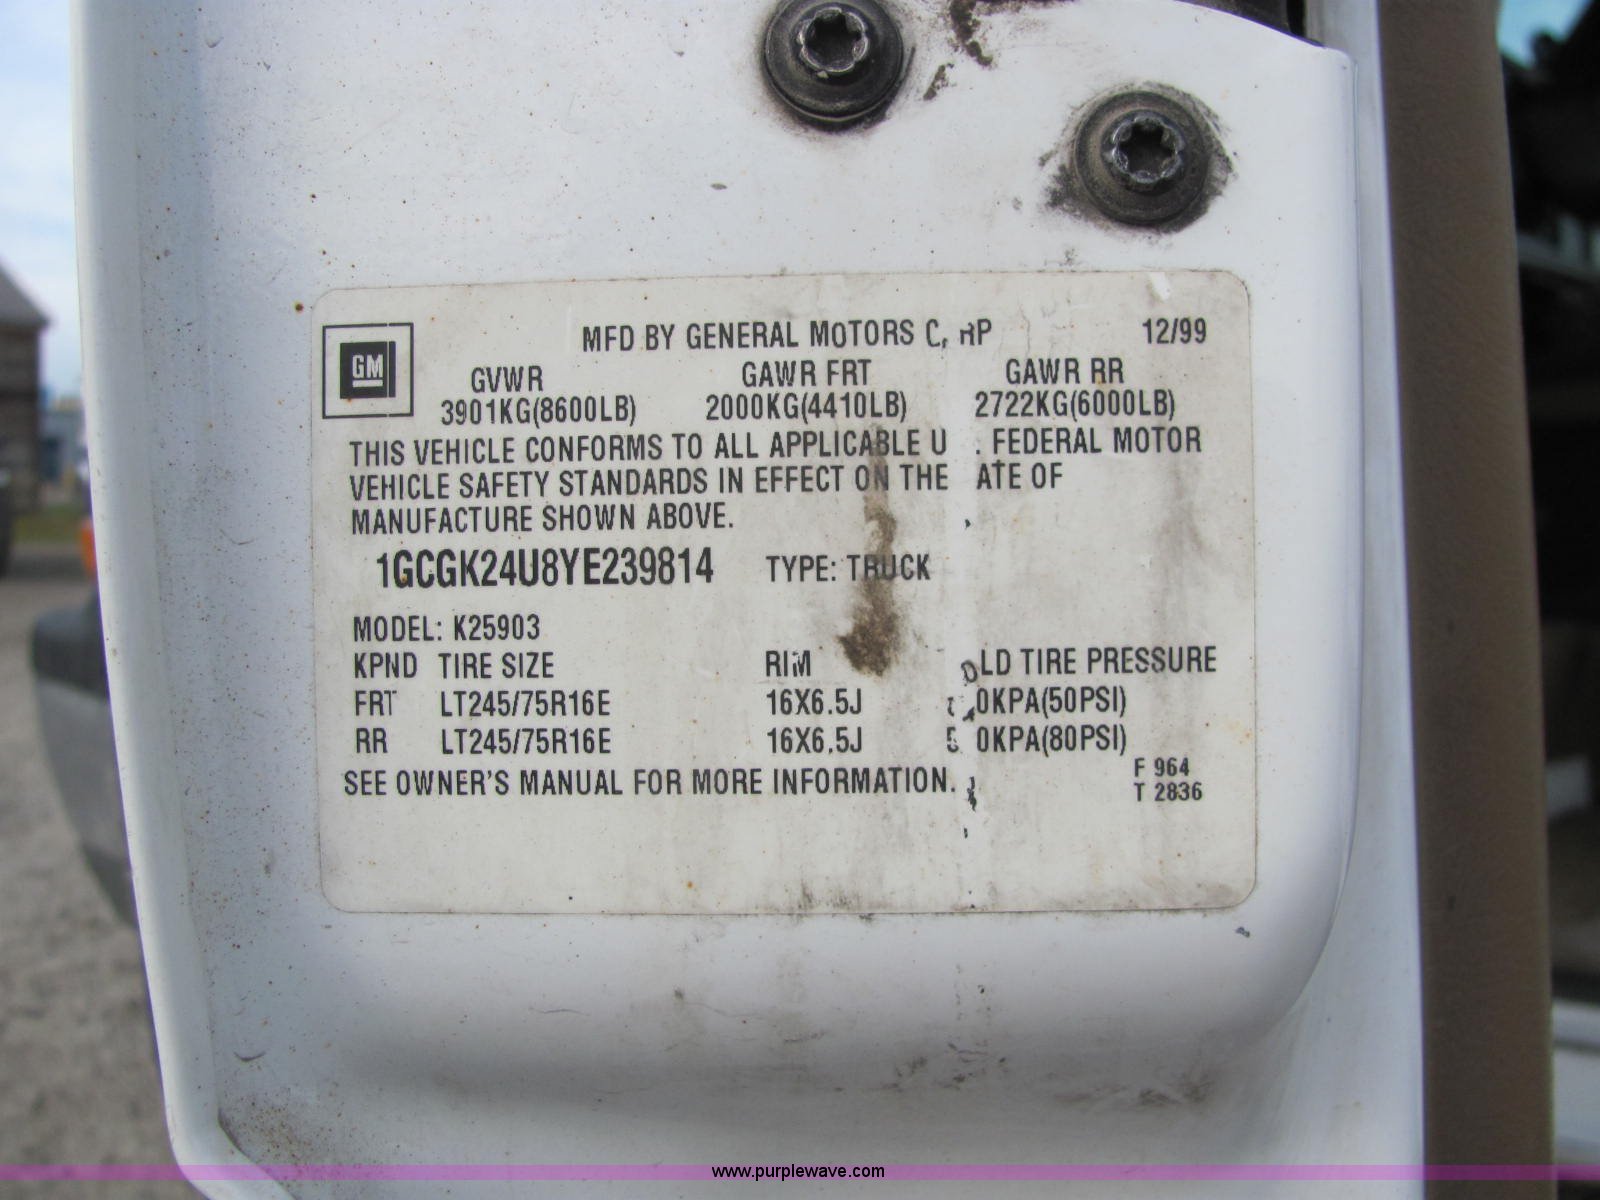 MFD BY GENERAL MOTORS 12/99
GM
GVWR GAWR FRT GAWR RR
3901KG(8600LB) 2000KG(4410LB) 2722KG(6000LB)
THIS VEHICLE CONFORMS TO ALL APPLICABLE U . FEDERAL MOTOR
VEHICLE SAFETY STANDARDS IN EFFECT ON THE ATE OF
MANUFACTURE SHOWN ABOVE.
1GCGK24U8YE239814 TYPE: TRUCK
MODEL: K25903
KPND TIRE SIZE RIM LD TIRE PRESSURE
FRT LT245/75R16E 16X6.5J 0KPA(50PSI)
RR LT245/75R16E 16X6.5J 5 0KPA(80PSI)
SEE OWNER'S MANUAL FOR MORE INFORMATION.
F 964
T 2836
www.purplewave.com